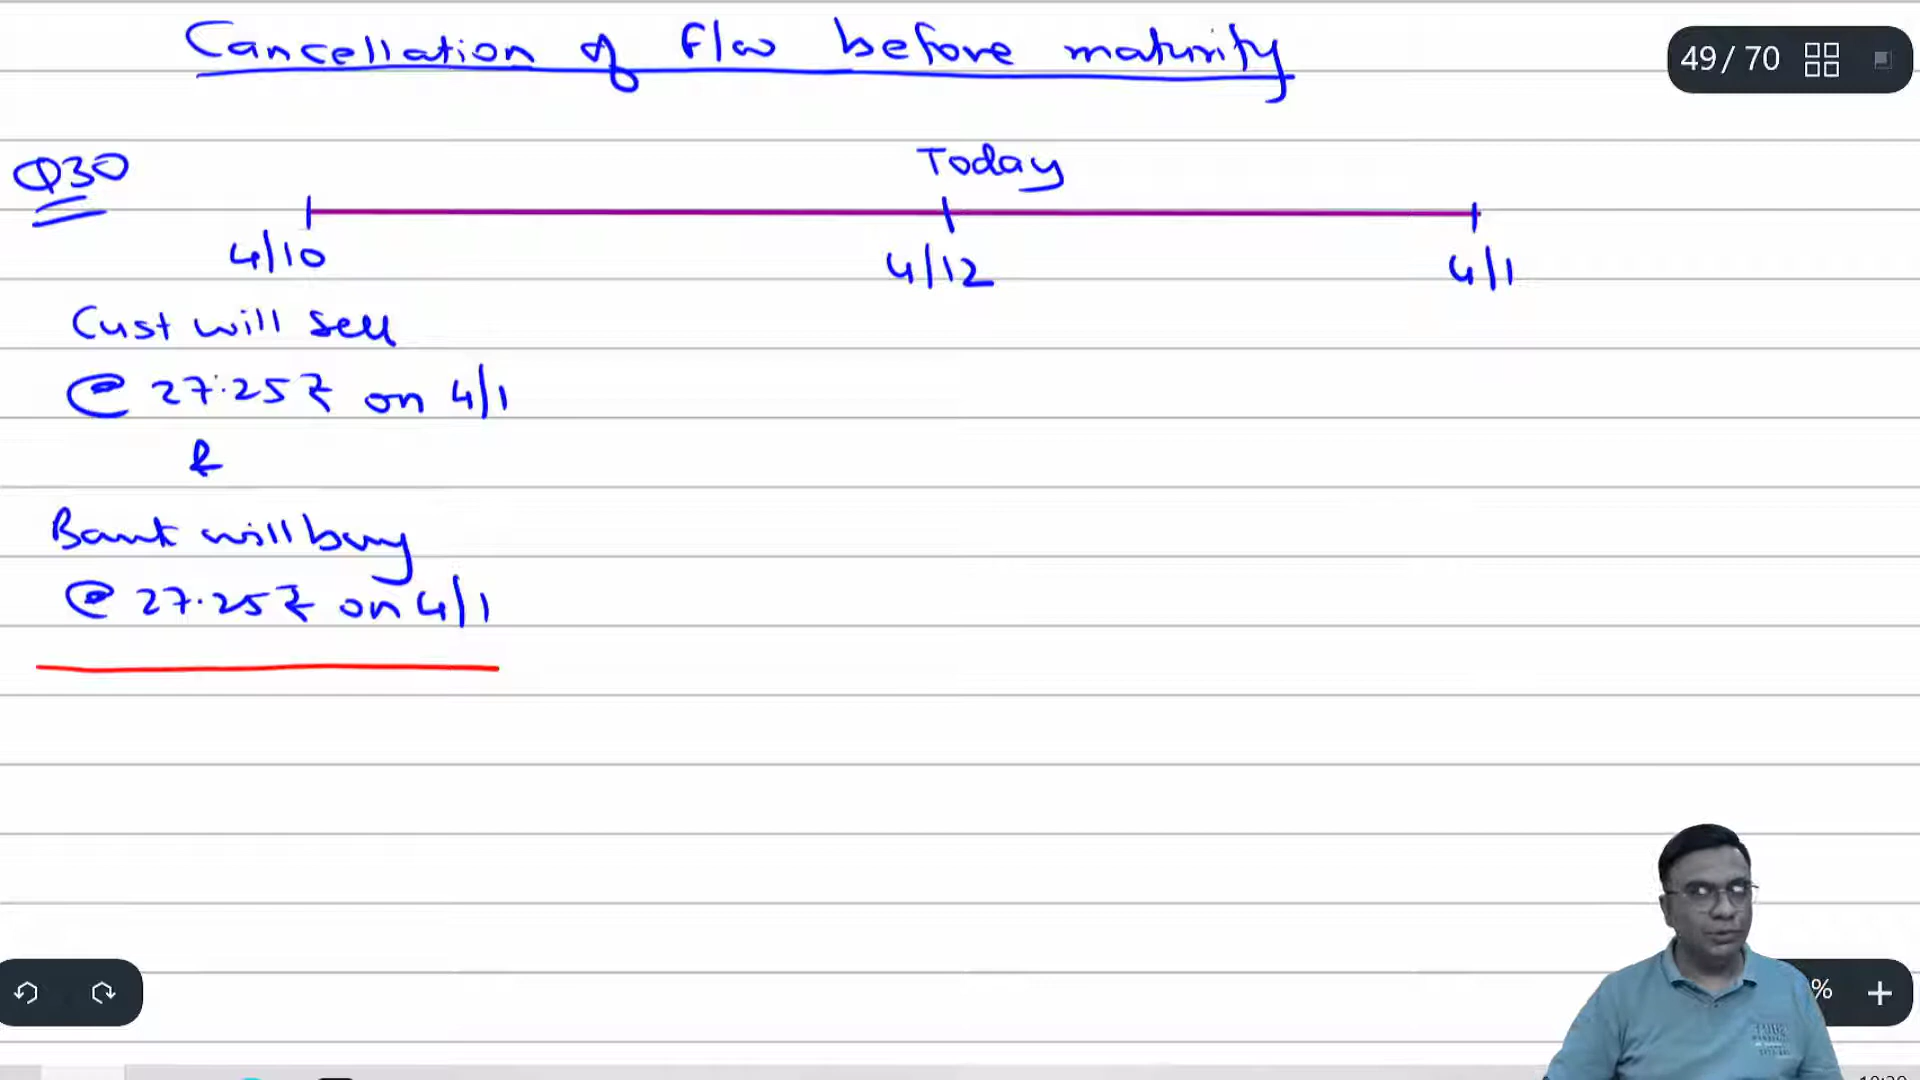 Cancellation of Flw before maturity
49 / 70
Q30
Today
4/10
4/12
4/1
Cust will sell
@ 27.25₹ on 4/1
&
Bank will buy
@ 27.25₹ on 4/1
%